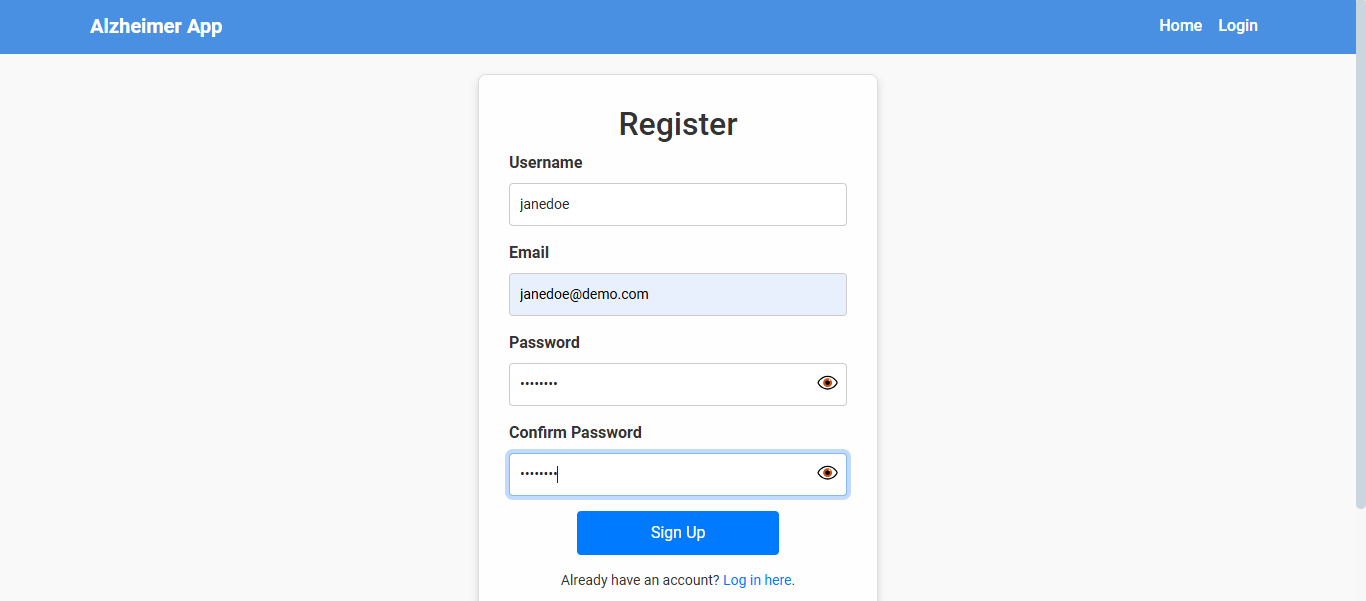 Alzheimer App
Home Login
Register
Username
janedoe
Email
janedoe@demo.com
Password
••••••••
Confirm Password
••••••••
Sign Up
Already have an account? Log in here.